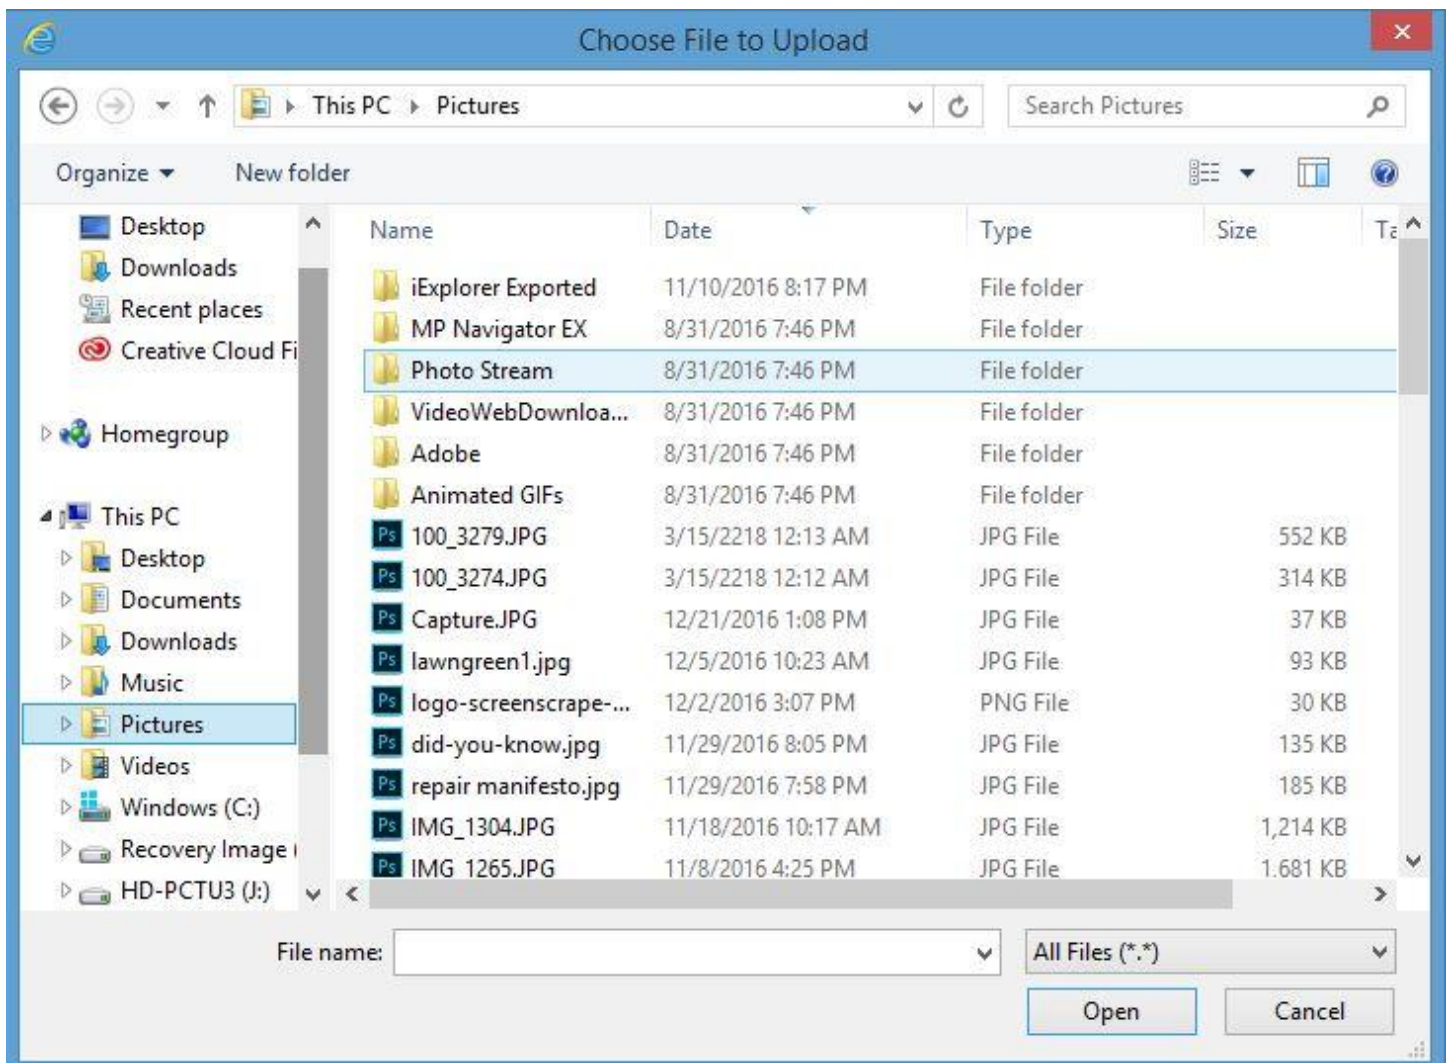 Choose File to Upload
This PC Pictures
Search Pictures
Organize New folder
Desktop
Downloads
Recent places
Creative Cloud Fi
Homegroup
This PC
Desktop
Documents
Downloads
Music
Pictures
Videos
Windows (C:)
Recovery Image (
HD-PCTU3 (J:)
Name Date Type Size Ta
iExplorer Exported 11/10/2016 8:17 PM File folder
MP Navigator EX 8/31/2016 7:46 PM File folder
Photo Stream 8/31/2016 7:46 PM File folder
VideoWebDownloa... 8/31/2016 7:46 PM File folder
Adobe 8/31/2016 7:46 PM File folder
Animated GIFs 8/31/2016 7:46 PM File folder
Ps 100_3279.JPG 3/15/2218 12:13 AM JPG File 552 KB
Ps 100_3274.JPG 3/15/2218 12:12 AM JPG File 314 KB
Ps Capture.JPG 12/21/2016 1:08 PM JPG File 37 KB
Ps lawngreen1.jpg 12/5/2016 10:23 AM JPG File 93 KB
Ps logo-screenscrape-... 12/2/2016 3:07 PM PNG File 30 KB
Ps did-you-know.jpg 11/29/2016 8:05 PM JPG File 135 KB
Ps repair manifesto.jpg 11/29/2016 7:58 PM JPG File 185 KB
Ps IMG_1304.JPG 11/18/2016 10:17 AM JPG File 1,214 KB
Ps IMG_1265.JPG 11/8/2016 4:25 PM JPG File 1,681 KB
File name:
All Files (*.*)
Open Cancel